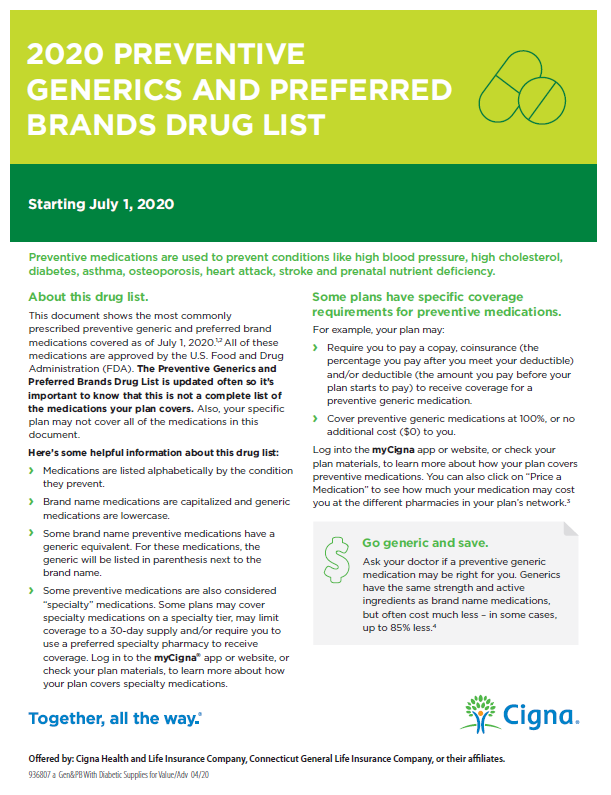 2020 PREVENTIVE
GENERICS AND PREFERRED
BRANDS DRUG LIST
Starting July 1, 2020
Preventive medications are used to prevent conditions like high blood pressure, high cholesterol,
diabetes, asthma, osteoporosis, heart attack, stroke and prenatal nutrient deficiency.
About this drug list.
This document shows the most commonly
prescribed preventive generic and preferred brand
medications covered as of July 1, 2020.¹,² All of these
medications are approved by the U.S. Food and Drug
Administration (FDA). The Preventive Generics and
Preferred Brands Drug List is updated often so it's
important to know that this is not a complete list of
the medications your plan covers. Also, your specific
plan may not cover all of the medications in this
document.
Here's some helpful information about this drug list:
› Medications are listed alphabetically by the condition
they prevent.
› Brand name medications are capitalized and generic
medications are lowercase.
› Some brand name preventive medications have a
generic equivalent. For these medications, the
generic will be listed in parenthesis next to the
brand name.
› Some preventive medications are also considered
"specialty" medications. Some plans may cover
specialty medications on a specialty tier, may limit
coverage to a 30-day supply and/or require you to
use a preferred specialty pharmacy to receive
coverage. Log in to the myCigna® app or website, or
check your plan materials, to learn more about how
your plan covers specialty medications.
Some plans have specific coverage
requirements for preventive medications.
For example, your plan may:
› Require you to pay a copay, coinsurance (the
percentage you pay after you meet your deductible)
and/or deductible (the amount you pay before your
plan starts to pay) to receive coverage for a
preventive generic medication.
› Cover preventive generic medications at 100%, or no
additional cost ($0) to you.
Log into the myCigna app or website, or check your
plan materials, to learn more about how your plan covers
preventive medications. You can also click on "Price a
Medication" to see how much your medication may cost
you at the different pharmacies in your plan's network.³
Go generic and save.
Ask your doctor if a preventive generic
medication may be right for you. Generics
have the same strength and active
ingredients as brand name medications,
but often cost much less – in some cases,
up to 85% less.⁴
Together, all the way.®
Cigna.
Offered by: Cigna Health and Life Insurance Company, Connecticut General Life Insurance Company, or their affiliates.
936807 a Gen&PB With Diabetic Supplies for Value/Adv 04/20